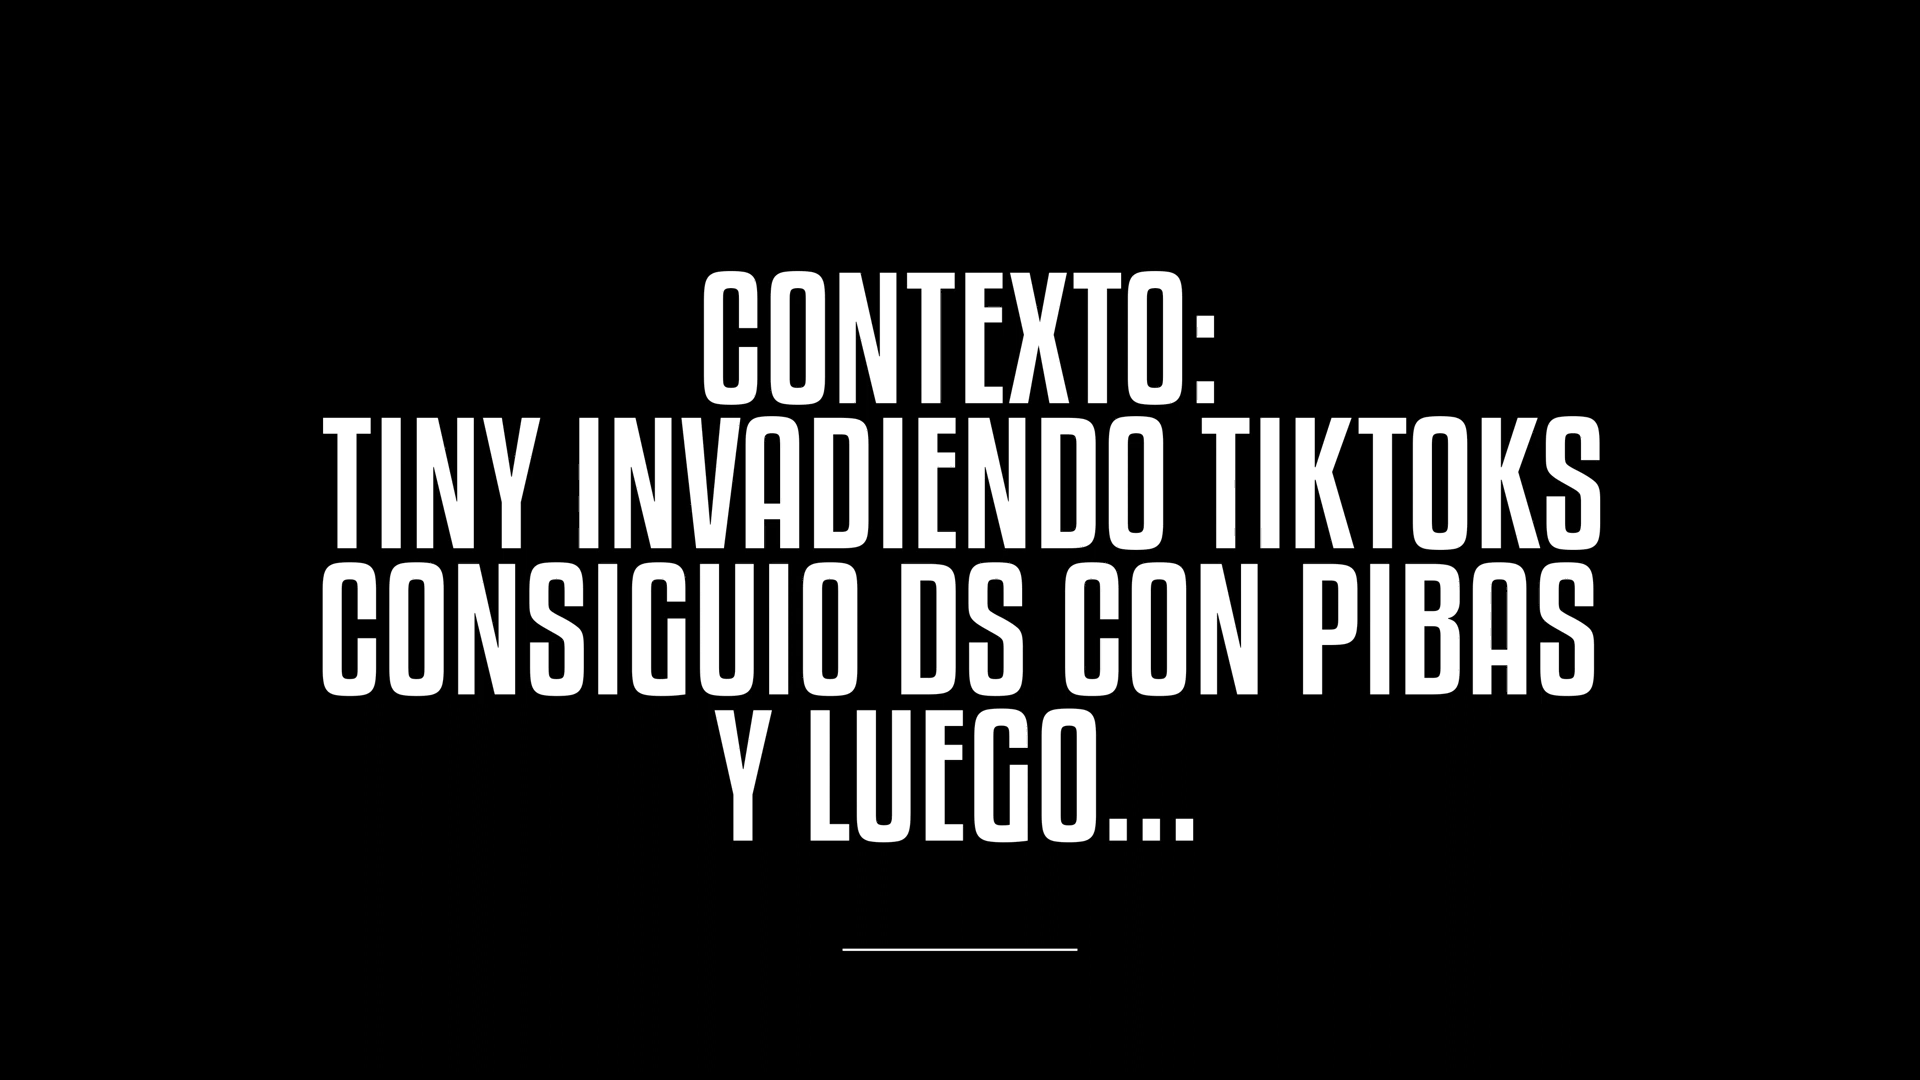 CONTEXTO:
TINY INVADIENDO TIKTOKS
CONSIGUIO DS CON PIBAS
Y LUEGO...